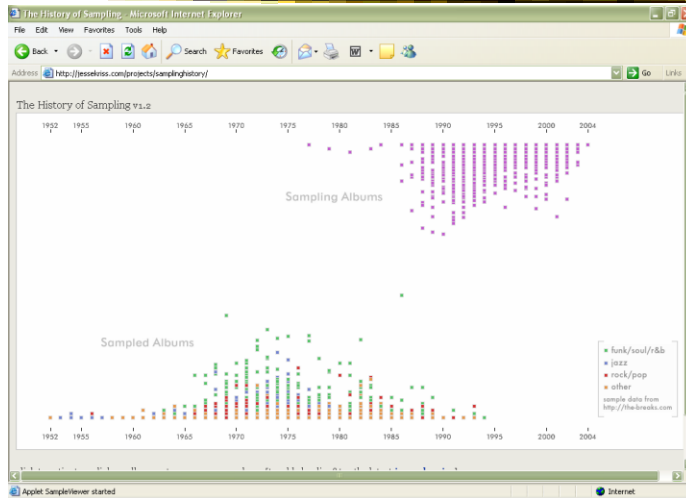 The History of Sampling - Microsoft Internet Explorer
File Edit View Favorites Tools Help
Back Search Favorites
Address http://jessekriss.com/projects/samplinghistory/ Go Links
The History of Sampling v1.2
1952 1955 1960 1965 1970 1975 1980 1985 1990 1995 2000 2004
Sampling Albums
Sampled Albums
funk/soul/r&b
jazz
rock/pop
other
sample data from
http://the-breaks.com
1952 1955 1960 1965 1970 1975 1980 1985 1990 1995 2000 2004
Applet SampleViewer started Internet